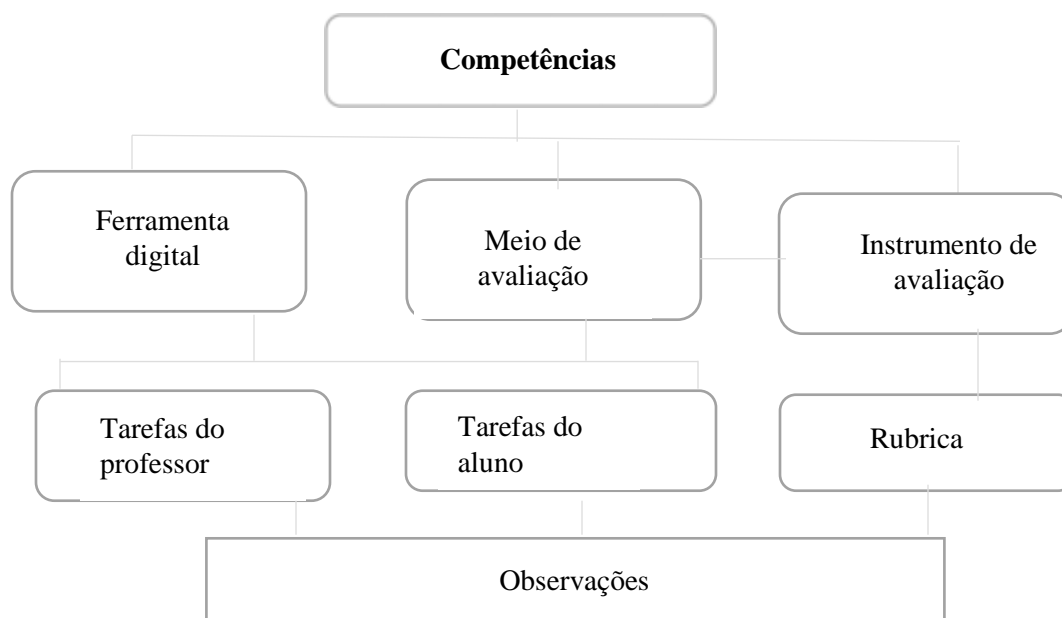 Competências
Ferramenta
digital
Meio de
avaliação
Instrumento de
avaliação
Tarefas do
professor
Tarefas do
aluno
Rubrica
Observações